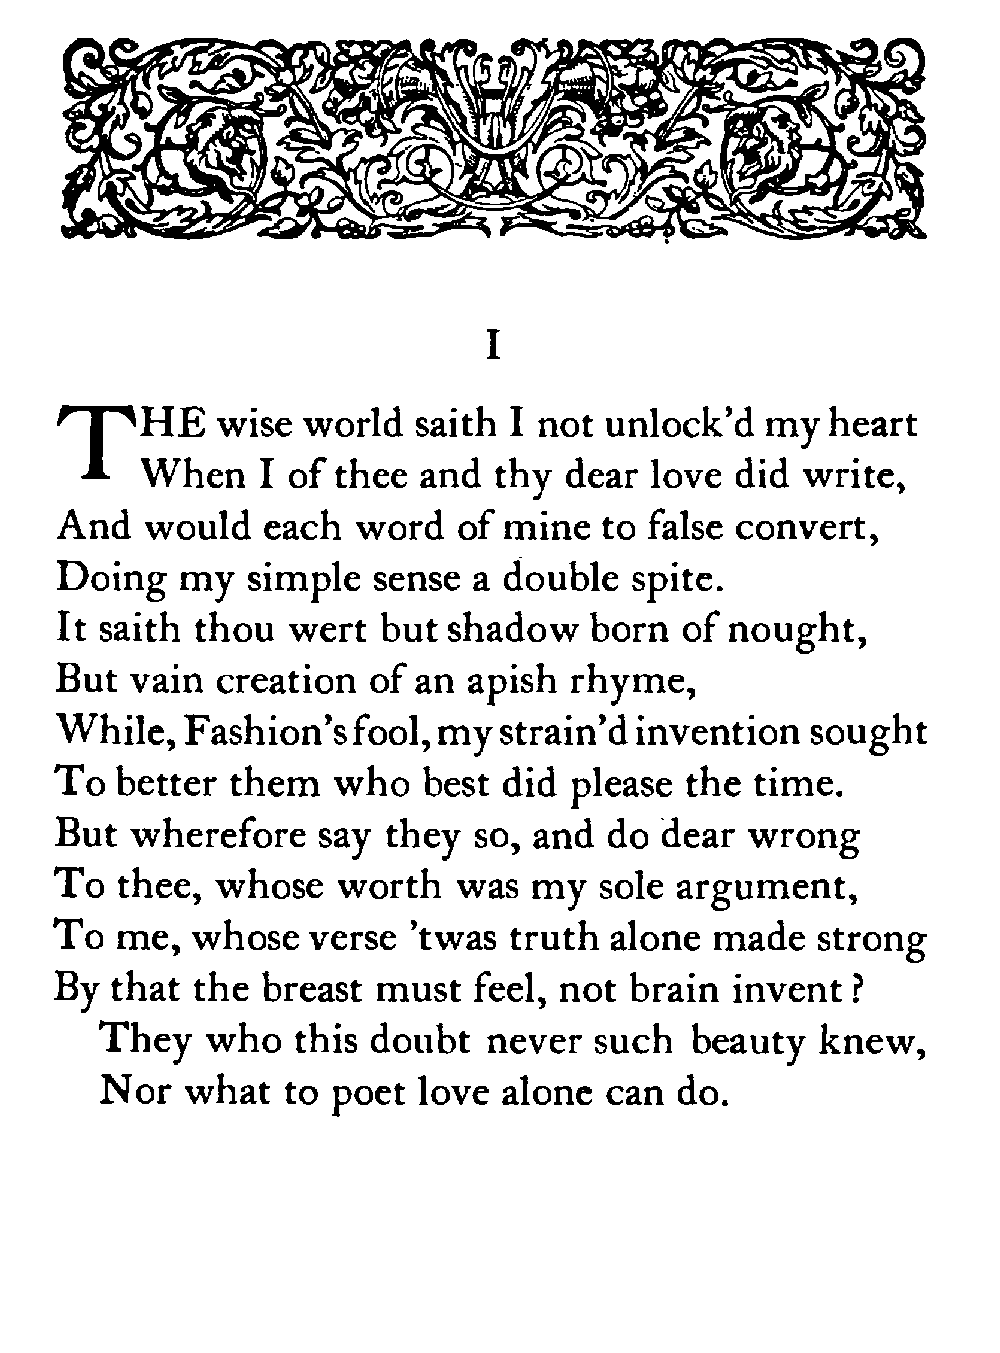 I
THE wise world saith I not unlock'd my heart
When I of thee and thy dear love did write,
And would each word of mine to false convert,
Doing my simple sense a double spite.
It saith thou wert but shadow born of nought,
But vain creation of an apish rhyme,
While, Fashion's fool, my strain'd invention sought
To better them who best did please the time.
But wherefore say they so, and do dear wrong
To thee, whose worth was my sole argument,
To me, whose verse 'twas truth alone made strong
By that the breast must feel, not brain invent ?
They who this doubt never such beauty knew,
Nor what to poet love alone can do.